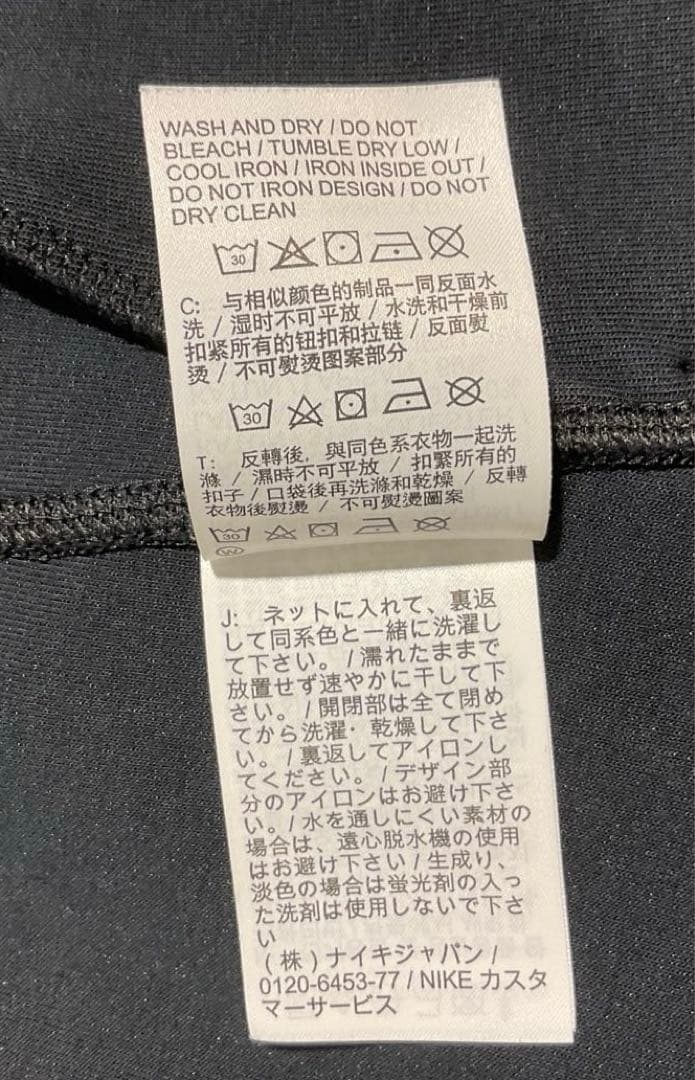 WASH AND DRY / DO NOT
BLEACH / TUMBLE DRY LOW /
COOL IRON / IRON INSIDE OUT /
DO NOT IRON DESIGN / DO NOT
DRY CLEAN
30
C: 与相似颜色的制品一同反面水
洗 / 湿时不可平放 / 水洗和干燥前
扣紧所有的钮扣和拉链 / 反面熨
烫 / 不可熨烫图案部分
30
T: 反轉後，與同色系衣物一起洗
滌 / 濕時不可平放 / 扣緊所有的
扣子 / 口袋後再洗滌和乾燥 / 反轉
衣物後熨燙 / 不可熨燙圖案
30
W
J: ネットに入れて、裏返
して同系色と一緒に洗濯し
て下さい。 / 濡れたままで
放置せず速やかに干して下
さい。 / 開閉部は全て閉め
てから洗濯・乾燥して下さ
い。 / 裏返してアイロンし
てください。 / デザイン部
分のアイロンはお避け下さ
い。 / 水を通しにくい素材の
場合は、遠心脱水機の使用
はお避け下さい / 生成り、
淡色の場合は蛍光剤の入っ
た洗剤は使用しないで下さ
い
(株) ナイキジャパン /
0120-6453-77 / NIKE カスタ
マーサービス